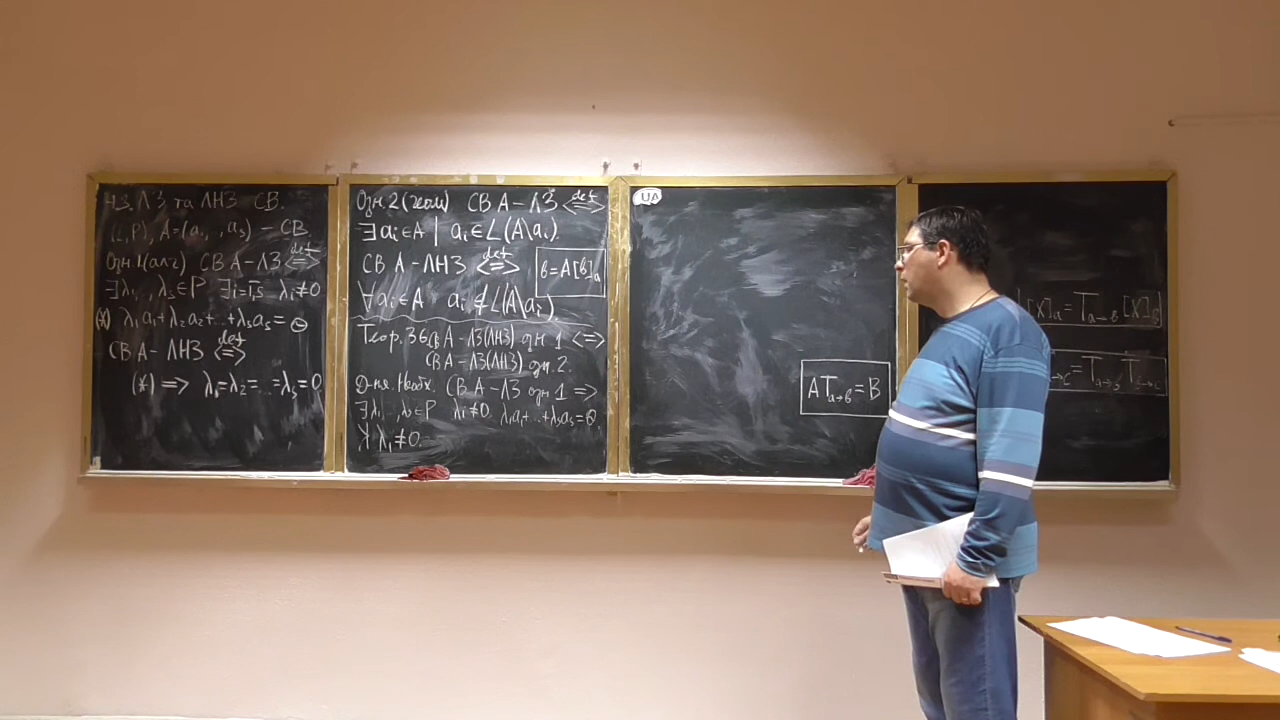 ЛЗ та ЛНЗ СВ.
(L,P), A=(a₁, ,aₛ) – СВ.
Озн.1(алг) СВ A–ЛЗ <=> def
∃λ₁, ,λₛ∈P ∃i=1,s λᵢ≠0
(*) λ₁a₁+λ₂a₂+...+λₛaₛ=Θ
СВ A–ЛНЗ <=> def
(*) => λ₁=λ₂=...=λₛ=0
Озн.2(геом) СВ A–ЛЗ <=> def
∃aᵢ∈A | aᵢ∈L(A\aᵢ).
СВ A–ЛНЗ <=> def
b=A[b]ₐ
∀aᵢ∈A aᵢ∉L(A\aᵢ).
Теор. 36 СВ A–ЛЗ(ЛНЗ) озн 1 <=>
СВ A–ЛЗ(ЛНЗ) озн. 2.
Д-ня. Необх. СВ A–ЛЗ озн 1 =>
∃λ₁, ..,λₛ∈P λᵢ≠0. λ₁a₁+...+λₛaₛ=Θ.
λ₁≠0.
UA
A Tₐ→ᵦ = B
[x]ₐ=Tₐ→ᵦ [x]ᵦ